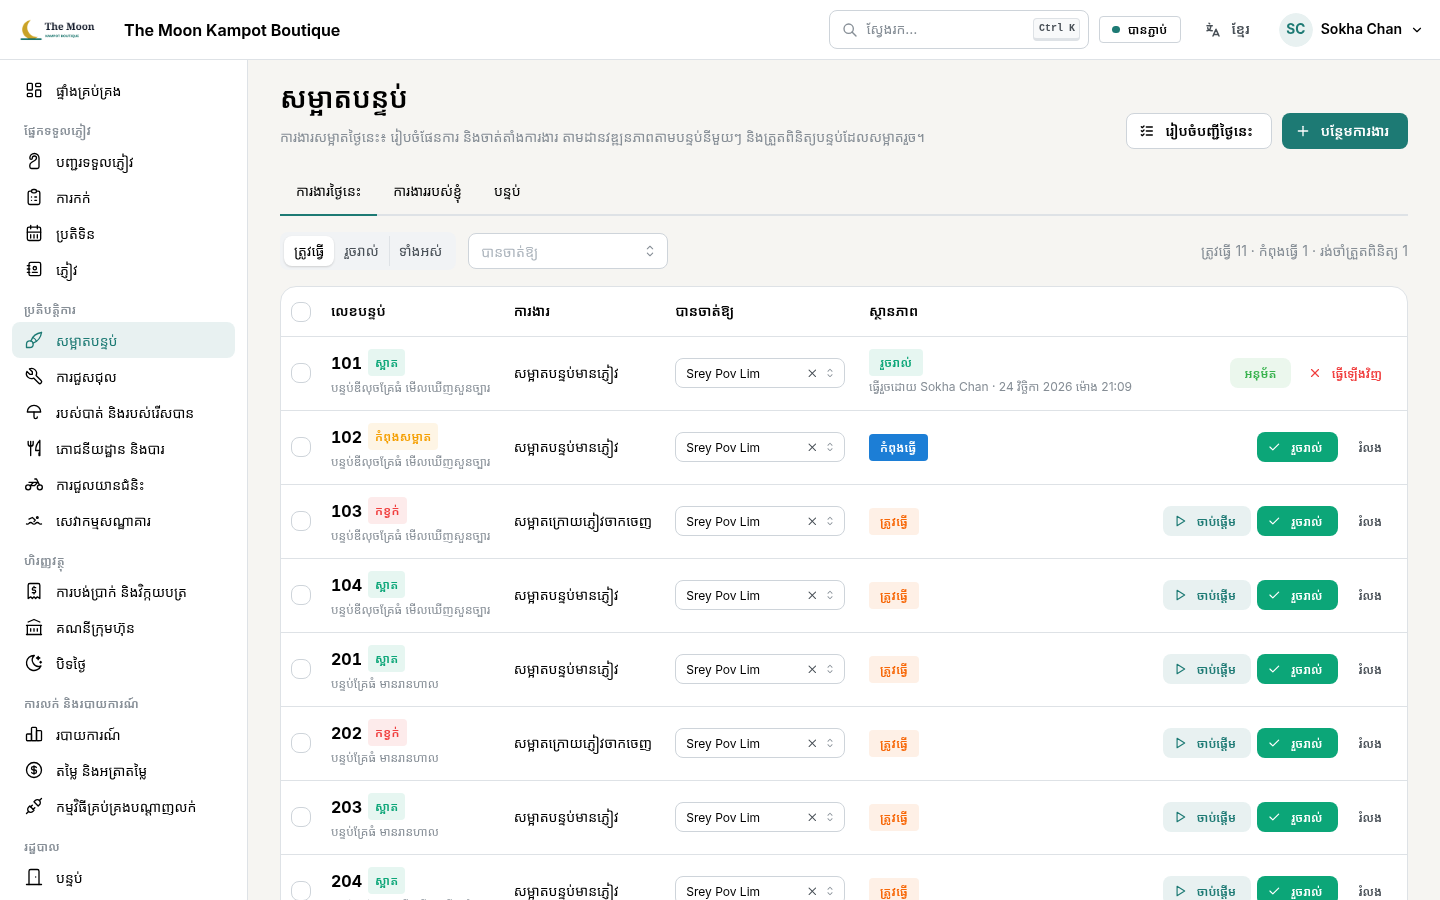 The Moon
KAMPOT BOUTIQUE
The Moon Kampot Boutique
ស្វែងរក...
Ctrl K
បានភ្ជាប់
ខ្មែរ
SC
Sokha Chan
ផ្ទាំងគ្រប់គ្រង
ផ្នែកទទួលភ្ញៀវ
បញ្ជរទទួលភ្ញៀវ
ការកក់
ប្រតិទិន
ភ្ញៀវ
ប្រតិបត្តិការ
សម្អាតបន្ទប់
ការជួសជុល
របស់បាត់ និងរបស់រើសបាន
ភោជនីយដ្ឋាន និងបារ
ការជួលយានជំនិះ
សេវាកម្មសណ្ឋាគារ
ហិរញ្ញវត្ថុ
ការបង់ប្រាក់ និងវិក្កយបត្រ
គណនីក្រុមហ៊ុន
បិទថ្ងៃ
ការលក់ និងរបាយការណ៍
របាយការណ៍
តម្លៃ និងអត្រាតម្លៃ
កម្មវិធីគ្រប់គ្រងបណ្តាញលក់
រដ្ឋបាល
បន្ទប់
សម្អាតបន្ទប់
ការងារសម្អាតថ្ងៃនេះ៖ រៀបចំផែនការ និងចាត់តាំងការងារ តាមដានវឌ្ឍនភាពតាមបន្ទប់នីមួយៗ និងត្រួតពិនិត្យបន្ទប់ដែលសម្អាតរួច។
រៀបចំបញ្ជីថ្ងៃនេះ
បន្ថែមការងារ
ការងារថ្ងៃនេះ
ការងាររបស់ខ្ញុំ
បន្ទប់
ត្រូវធ្វើ
រួចរាល់
ទាំងអស់
បានចាត់ឱ្យ
ត្រូវធ្វើ 11 · កំពុងធ្វើ 1 · រង់ចាំត្រួតពិនិត្យ 1
លេខបន្ទប់ ការងារ បានចាត់ឱ្យ ស្ថានភាព
101 ស្អាត
បន្ទប់ឌីលុចគ្រែធំ មើលឃើញសួនច្បារ
សម្អាតបន្ទប់មានភ្ញៀវ
Srey Pov Lim
រួចរាល់
ធ្វើរួចដោយ Sokha Chan · 24 វិច្ឆិកា 2026 ម៉ោង 21:09
អនុម័ត
ធ្វើឡើងវិញ
102 កំពុងសម្អាត
បន្ទប់ឌីលុចគ្រែធំ មើលឃើញសួនច្បារ
សម្អាតបន្ទប់មានភ្ញៀវ
Srey Pov Lim
កំពុងធ្វើ
រួចរាល់
រំលង
103 កខ្វក់
បន្ទប់ឌីលុចគ្រែធំ មើលឃើញសួនច្បារ
សម្អាតក្រោយភ្ញៀវចាកចេញ
Srey Pov Lim
ត្រូវធ្វើ
ចាប់ផ្តើម
រួចរាល់
រំលង
104 ស្អាត
បន្ទប់ឌីលុចគ្រែធំ មើលឃើញសួនច្បារ
សម្អាតបន្ទប់មានភ្ញៀវ
Srey Pov Lim
ត្រូវធ្វើ
ចាប់ផ្តើម
រួចរាល់
រំលង
201 ស្អាត
បន្ទប់គ្រែធំ មានរានហាល
សម្អាតបន្ទប់មានភ្ញៀវ
Srey Pov Lim
ត្រូវធ្វើ
ចាប់ផ្តើម
រួចរាល់
រំលង
202 កខ្វក់
បន្ទប់គ្រែធំ មានរានហាល
សម្អាតក្រោយភ្ញៀវចាកចេញ
Srey Pov Lim
ត្រូវធ្វើ
ចាប់ផ្តើម
រួចរាល់
រំលង
203 ស្អាត
បន្ទប់គ្រែធំ មានរានហាល
សម្អាតបន្ទប់មានភ្ញៀវ
Srey Pov Lim
ត្រូវធ្វើ
ចាប់ផ្តើម
រួចរាល់
រំលង
204 ស្អាត
សម្អាតបន្ទប់មានភ្ញៀវ
Srey Pov Lim
ត្រូវធ្វើ
ចាប់ផ្តើម
រួចរាល់
រំលង